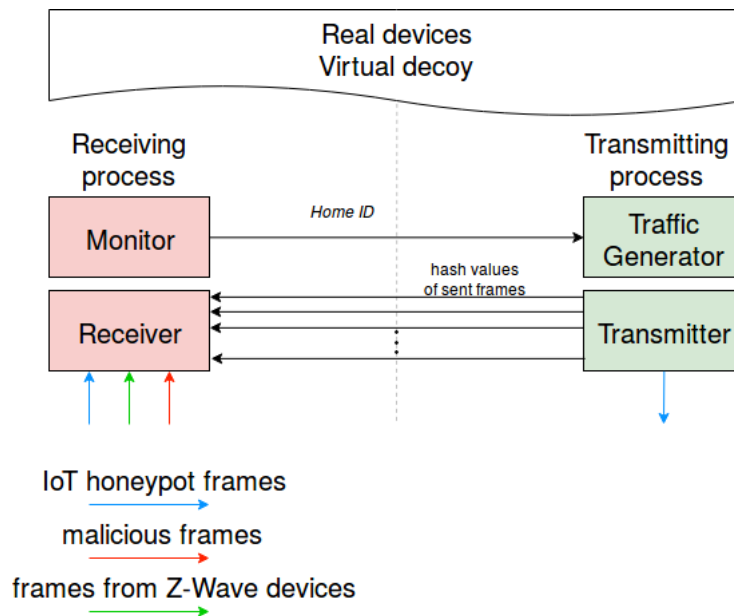 Real devices
Virtual decoy
Receiving
process
Transmitting
process
Monitor
Home ID
Traffic
Generator
hash values
of sent frames
Receiver
Transmitter
IoT honeypot frames
malicious frames
frames from Z-Wave devices